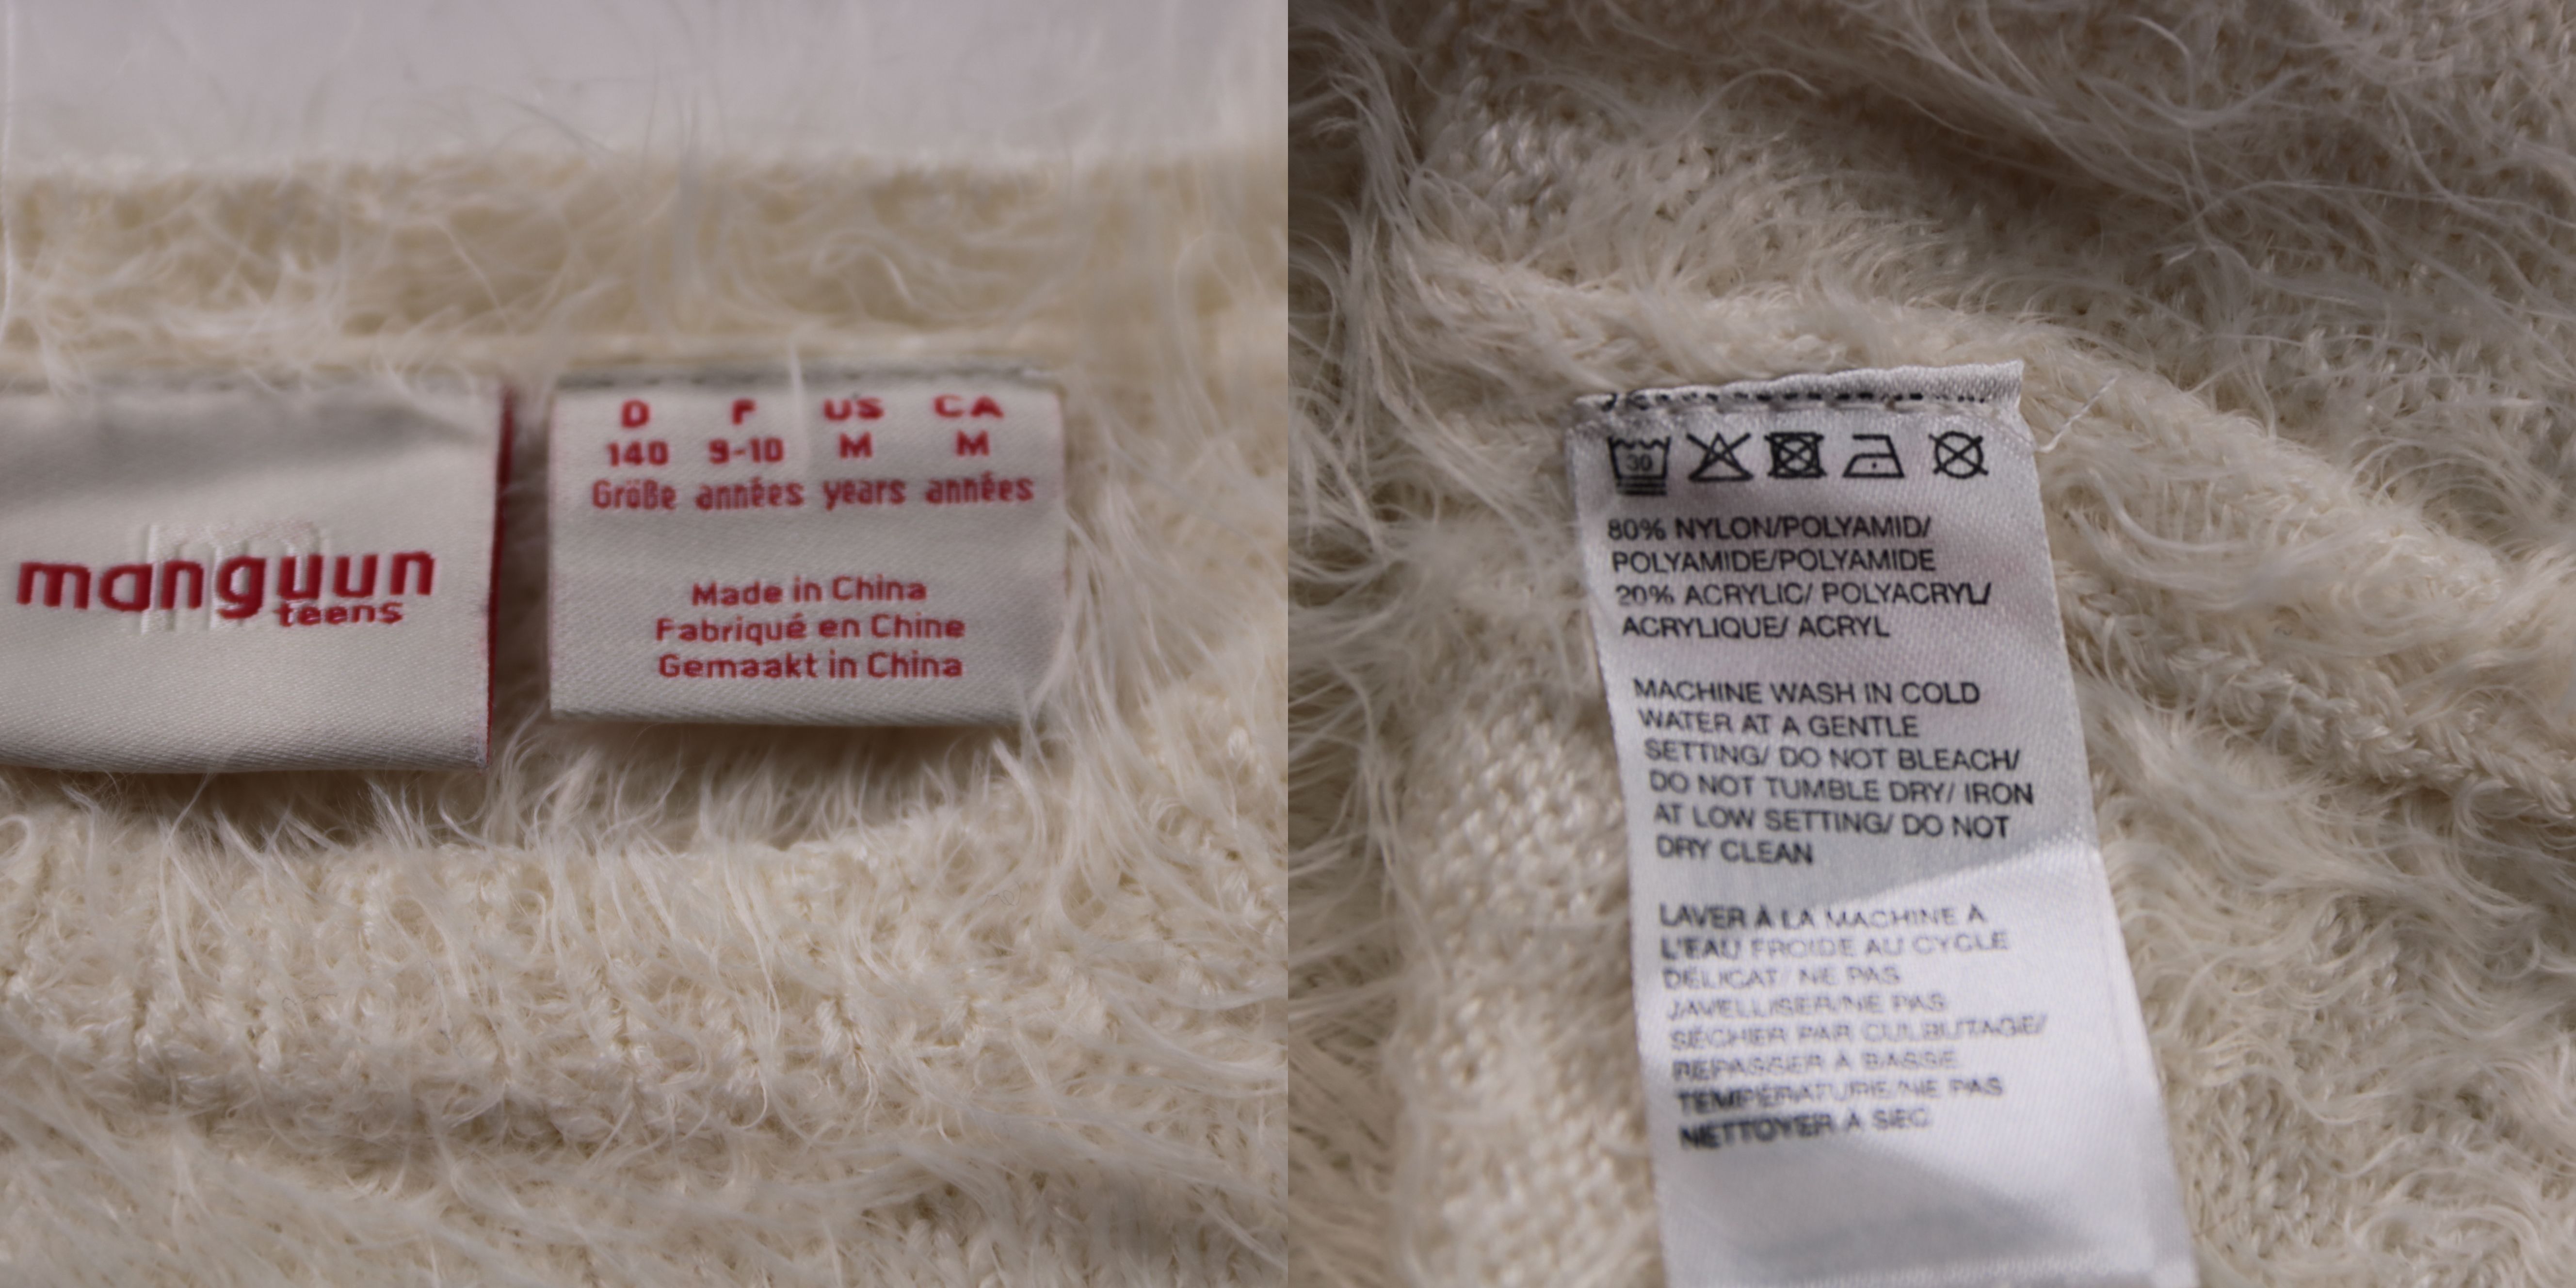 manguun
teens
D F US CA
140 9-10 M M
Größe années years années
Made in China
Fabriqué en Chine
Gemaakt in China
30
80% NYLON/POLYAMID/
POLYAMIDE/POLYAMIDE
20% ACRYLIC/ POLYACRYL/
ACRYLIQUE/ ACRYL
MACHINE WASH IN COLD
WATER AT A GENTLE
SETTING/ DO NOT BLEACH/
DO NOT TUMBLE DRY/ IRON
AT LOW SETTING/ DO NOT
DRY CLEAN
LAVER À LA MACHINE À
L'EAU FROIDE AU CYCLE
DÉLICAT/ NE PAS
JAVELLISER/NE PAS
SÉCHER PAR CULBUTAGE/
REPASSER À BASSE
TEMPÉRATURE/NE PAS
NETTOYER À SEC